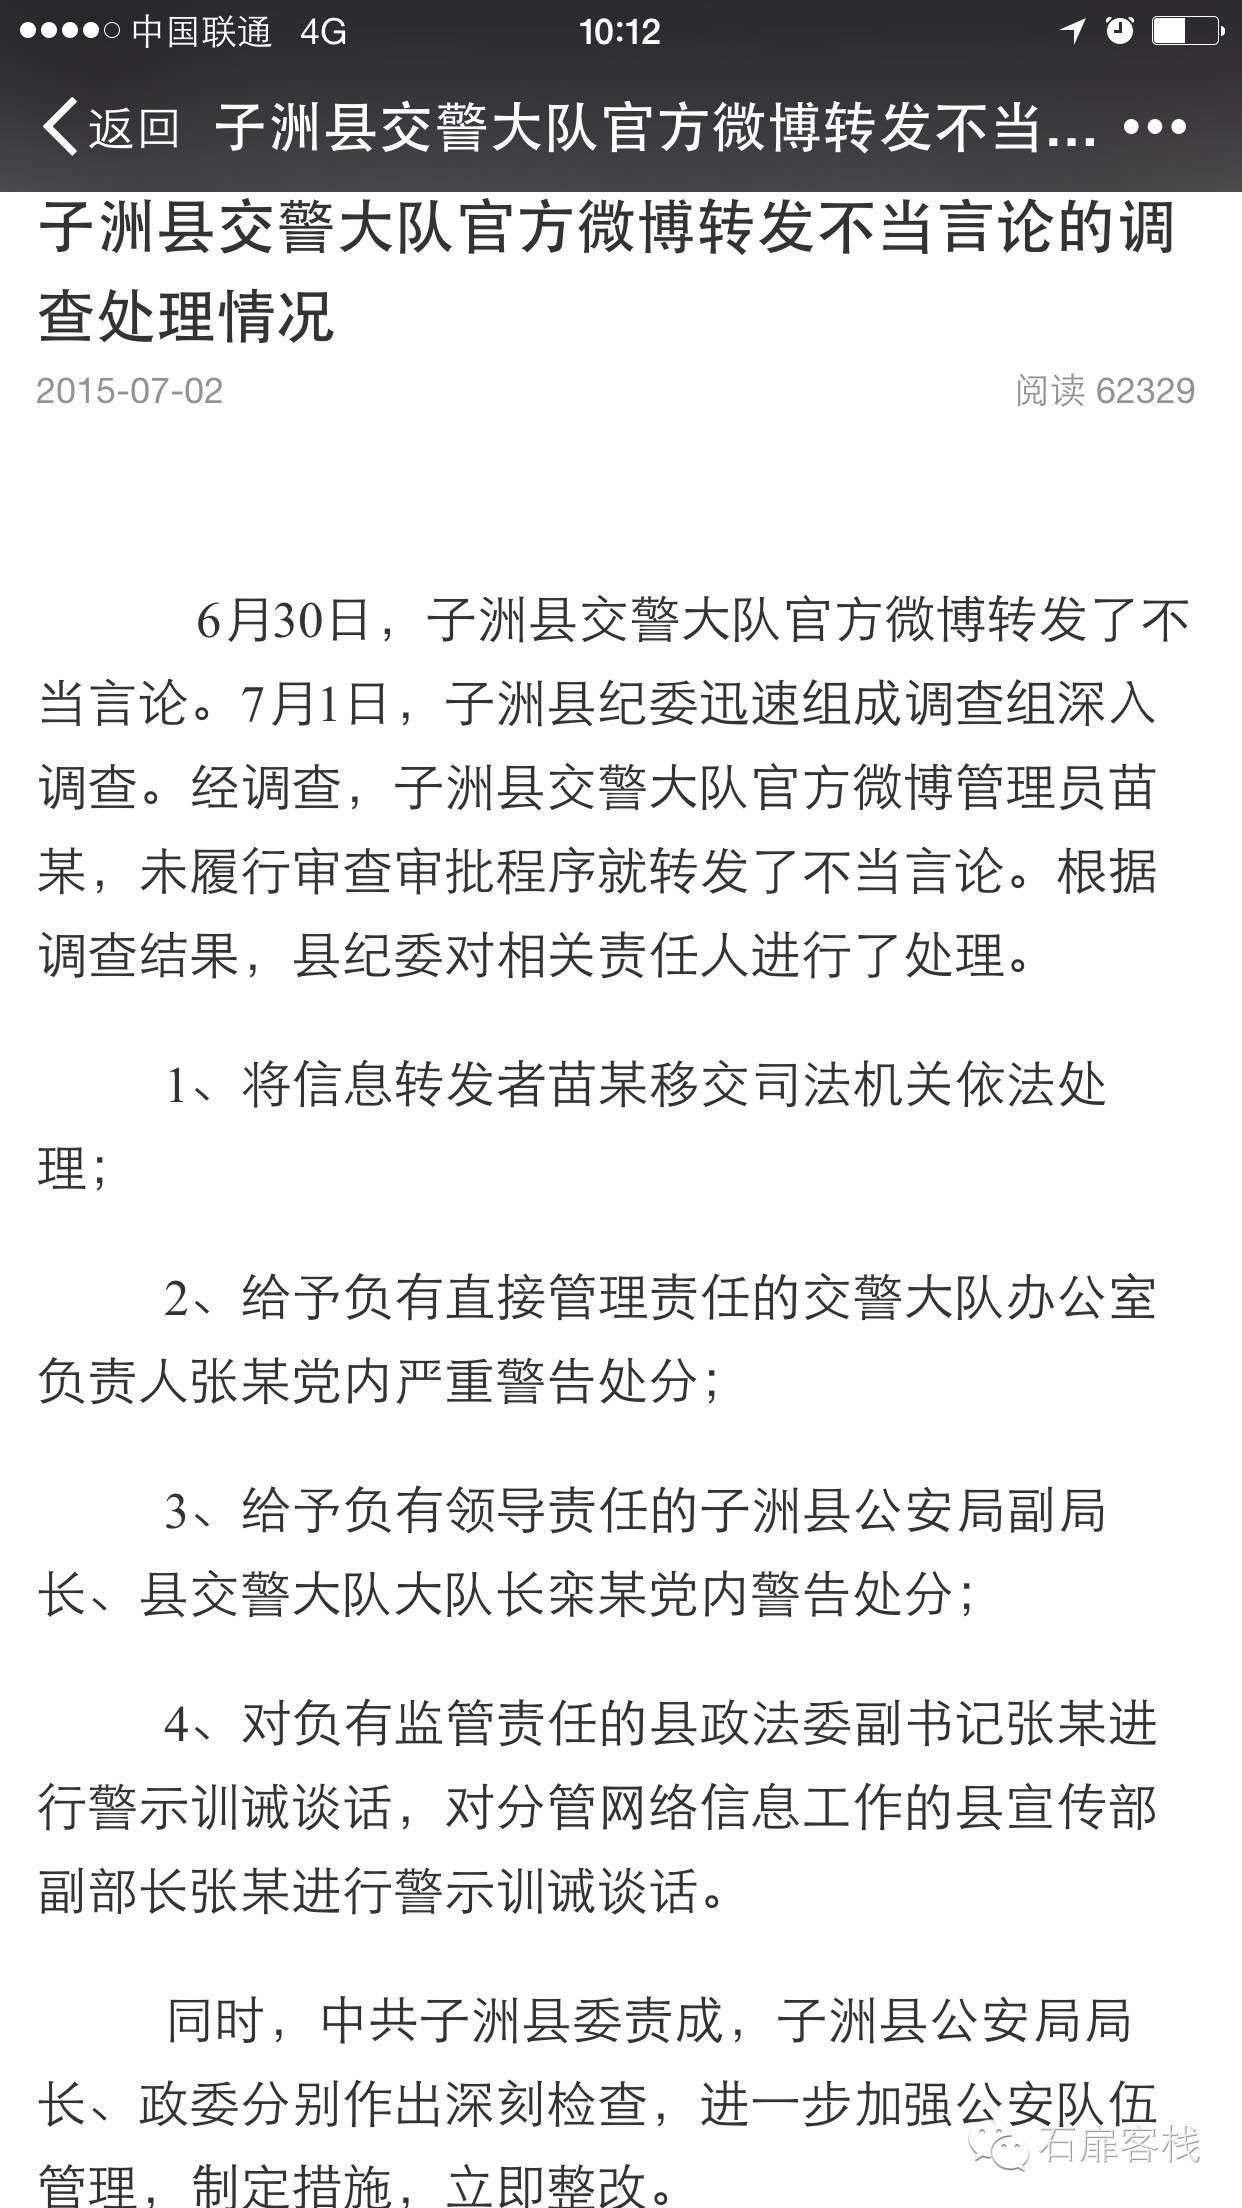 中国联通 4G 10:12
返回 子洲县交警大队官方微博转发不当...
子洲县交警大队官方微博转发不当言论的调
查处理情况
2015-07-02 阅读 62329
6月30日，子洲县交警大队官方微博转发了不
当言论。7月1日，子洲县纪委迅速组成调查组深入
调查。经调查，子洲县交警大队官方微博管理员苗
某，未履行审查审批程序就转发了不当言论。根据
调查结果，县纪委对相关责任人进行了处理。
1、将信息转发者苗某移交司法机关依法处
理；
2、给予负有直接管理责任的交警大队办公室
负责人张某党内严重警告处分；
3、给予负有领导责任的子洲县公安局副局
长、县交警大队大队长栾某党内警告处分；
4、对负有监管责任的县政法委副书记张某进
行警示训诫谈话，对分管网络信息工作的县宣传部
副部长张某进行警示训诫谈话。
同时，中共子洲县委责成，子洲县公安局局
长、政委分别作出深刻检查，进一步加强公安队伍
管理，制定措施，立即整改。
石扉客栈